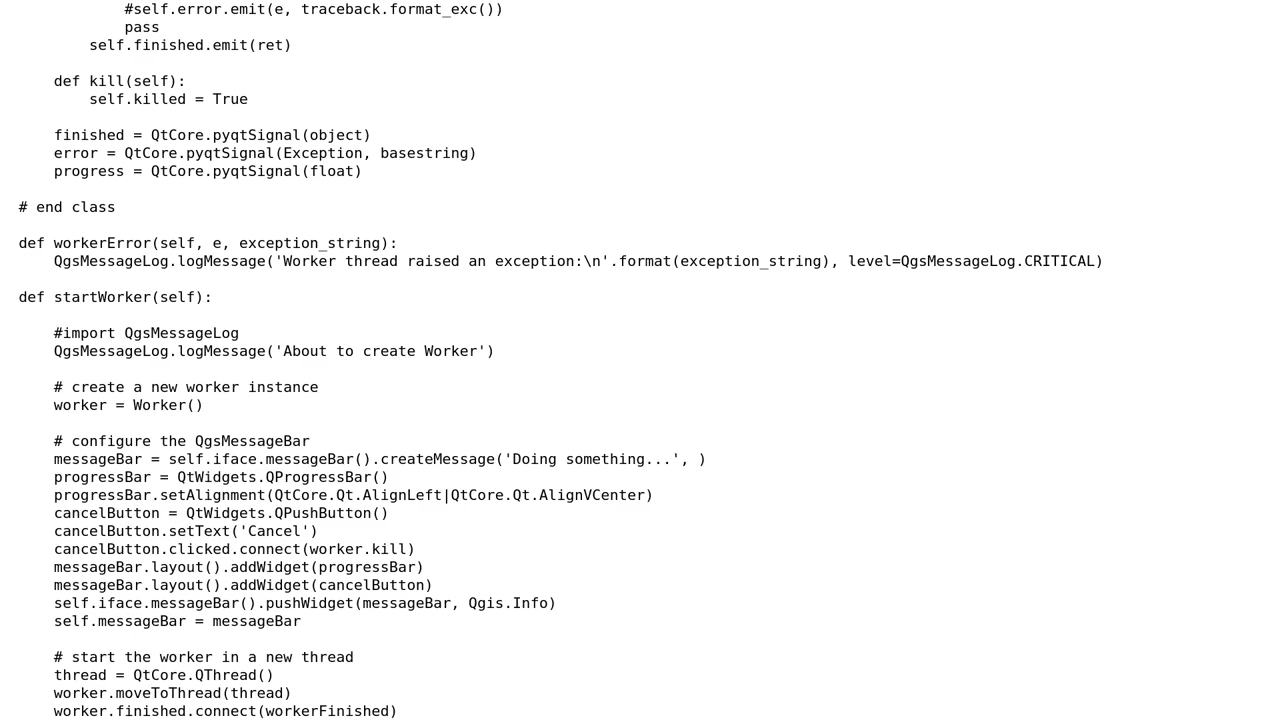 #self.error.emit(e, traceback.format_exc())
pass
self.finished.emit(ret)
def kill(self):
self.killed = True
finished = QtCore.pyqtSignal(object)
error = QtCore.pyqtSignal(Exception, basestring)
progress = QtCore.pyqtSignal(float)
# end class
def workerError(self, e, exception_string):
QgsMessageLog.logMessage('Worker thread raised an exception:\n'.format(exception_string), level=QgsMessageLog.CRITICAL)
def startWorker(self):
#import QgsMessageLog
QgsMessageLog.logMessage('About to create Worker')
# create a new worker instance
worker = Worker()
# configure the QgsMessageBar
messageBar = self.iface.messageBar().createMessage('Doing something...', )
progressBar = QtWidgets.QProgressBar()
progressBar.setAlignment(QtCore.Qt.AlignLeft|QtCore.Qt.AlignVCenter)
cancelButton = QtWidgets.QPushButton()
cancelButton.setText('Cancel')
cancelButton.clicked.connect(worker.kill)
messageBar.layout().addWidget(progressBar)
messageBar.layout().addWidget(cancelButton)
self.iface.messageBar().pushWidget(messageBar, Qgis.Info)
self.messageBar = messageBar
# start the worker in a new thread
thread = QtCore.QThread()
worker.moveToThread(thread)
worker.finished.connect(workerFinished)